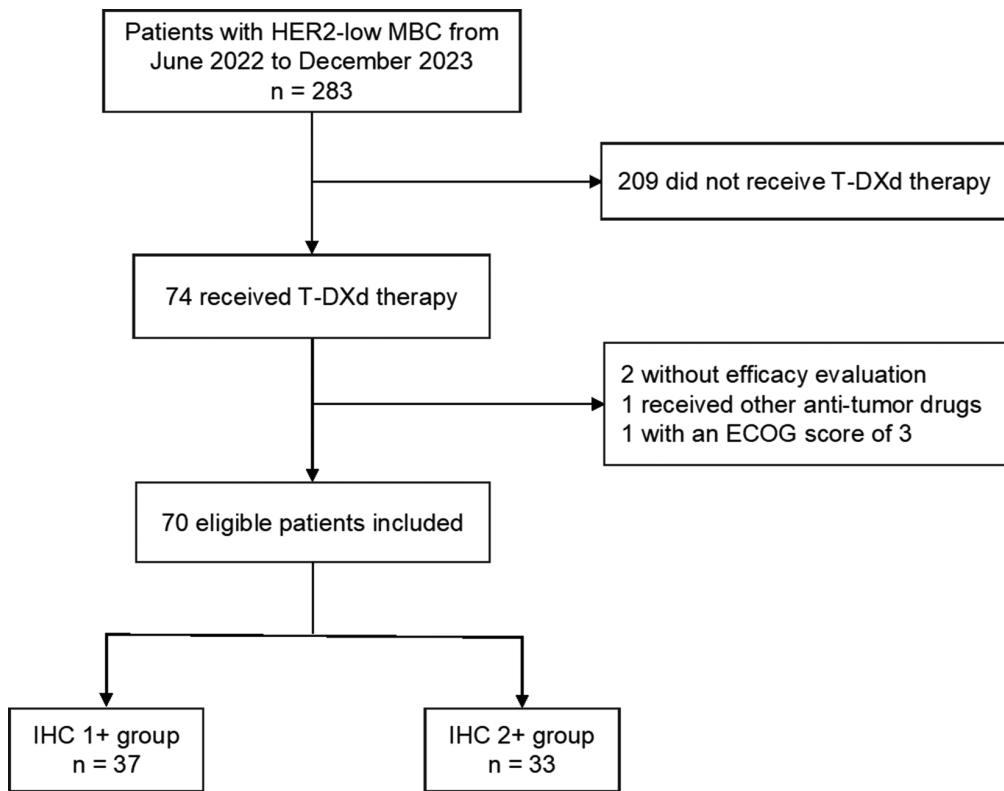 Patients with HER2-low MBC from
June 2022 to December 2023
n = 283
209 did not receive T-DXd therapy
74 received T-DXd therapy
2 without efficacy evaluation
1 received other anti-tumor drugs
1 with an ECOG score of 3
70 eligible patients included
IHC 1+ group
n = 37
IHC 2+ group
n = 33